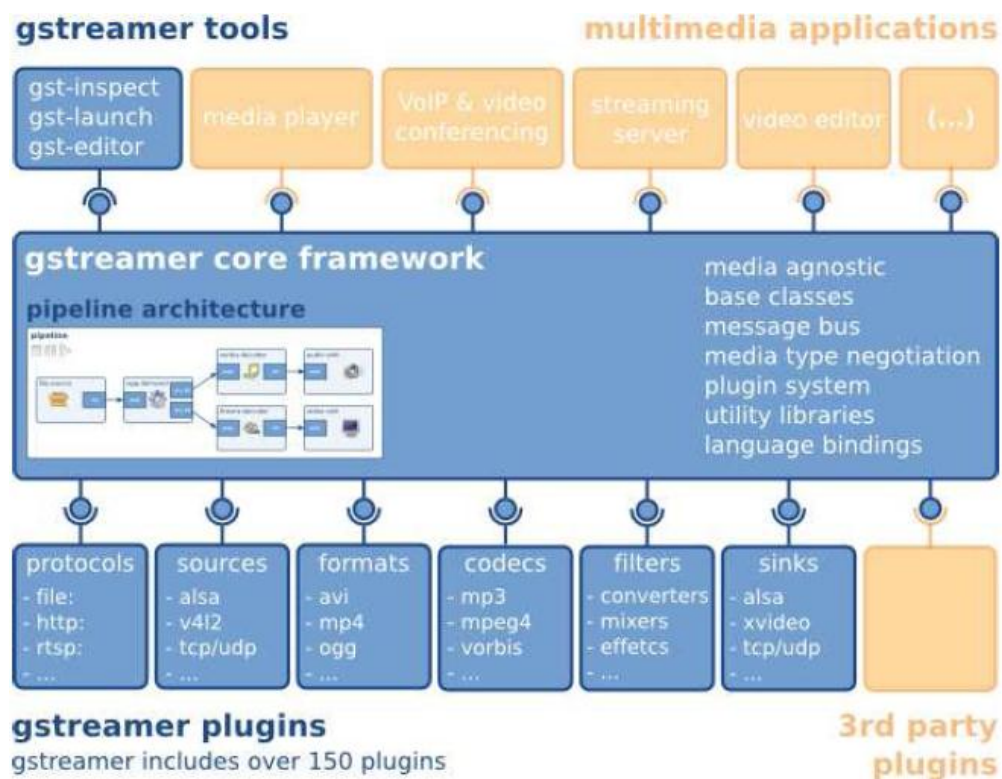 gstreamer tools
multimedia applications
gst-inspect
gst-launch
gst-editor
media player
VoIP & video
conferencing
streaming
server
video editor
(...)
gstreamer core framework
pipeline architecture
pipeline
media agnostic
base classes
message bus
media type negotiation
plugin system
utility libraries
language bindings
protocols
- file:
- http:
- rtsp:
- ...
sources
- alsa
- v4l2
- tcp/udp
- ...
formats
- avi
- mp4
- ogg
- ...
codecs
- mp3
- mpeg4
- vorbis
- ...
filters
- converters
- mixers
- effetcs
- ...
sinks
- alsa
- xvideo
- tcp/udp
- ...
gstreamer plugins
gstreamer includes over 150 plugins
3rd party
plugins